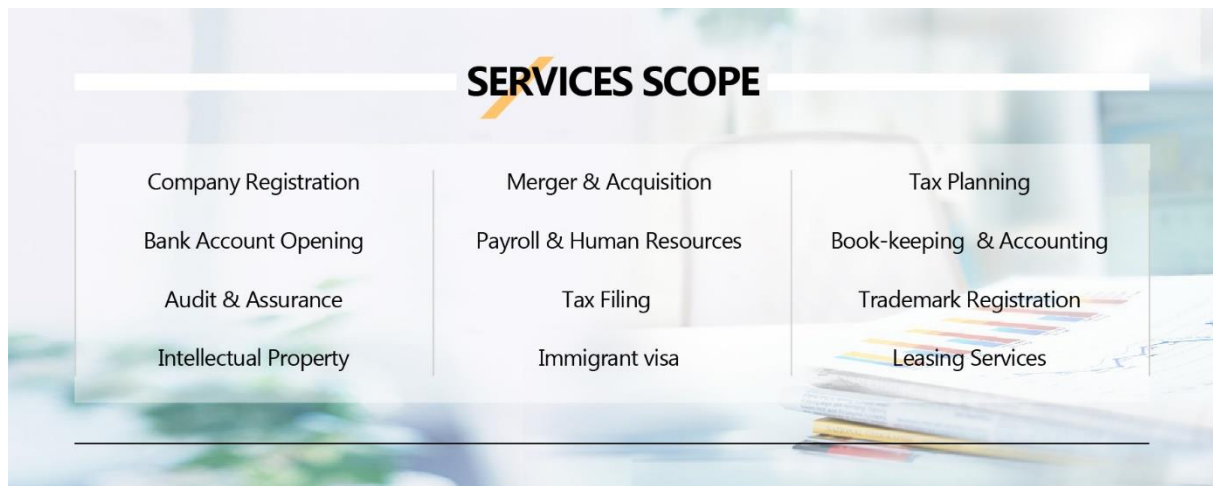 SERVICES SCOPE
Company Registration
Merger & Acquisition
Tax Planning
Bank Account Opening
Payroll & Human Resources
Book-keeping & Accounting
Audit & Assurance
Tax Filing
Trademark Registration
Intellectual Property
Immigrant visa
Leasing Services